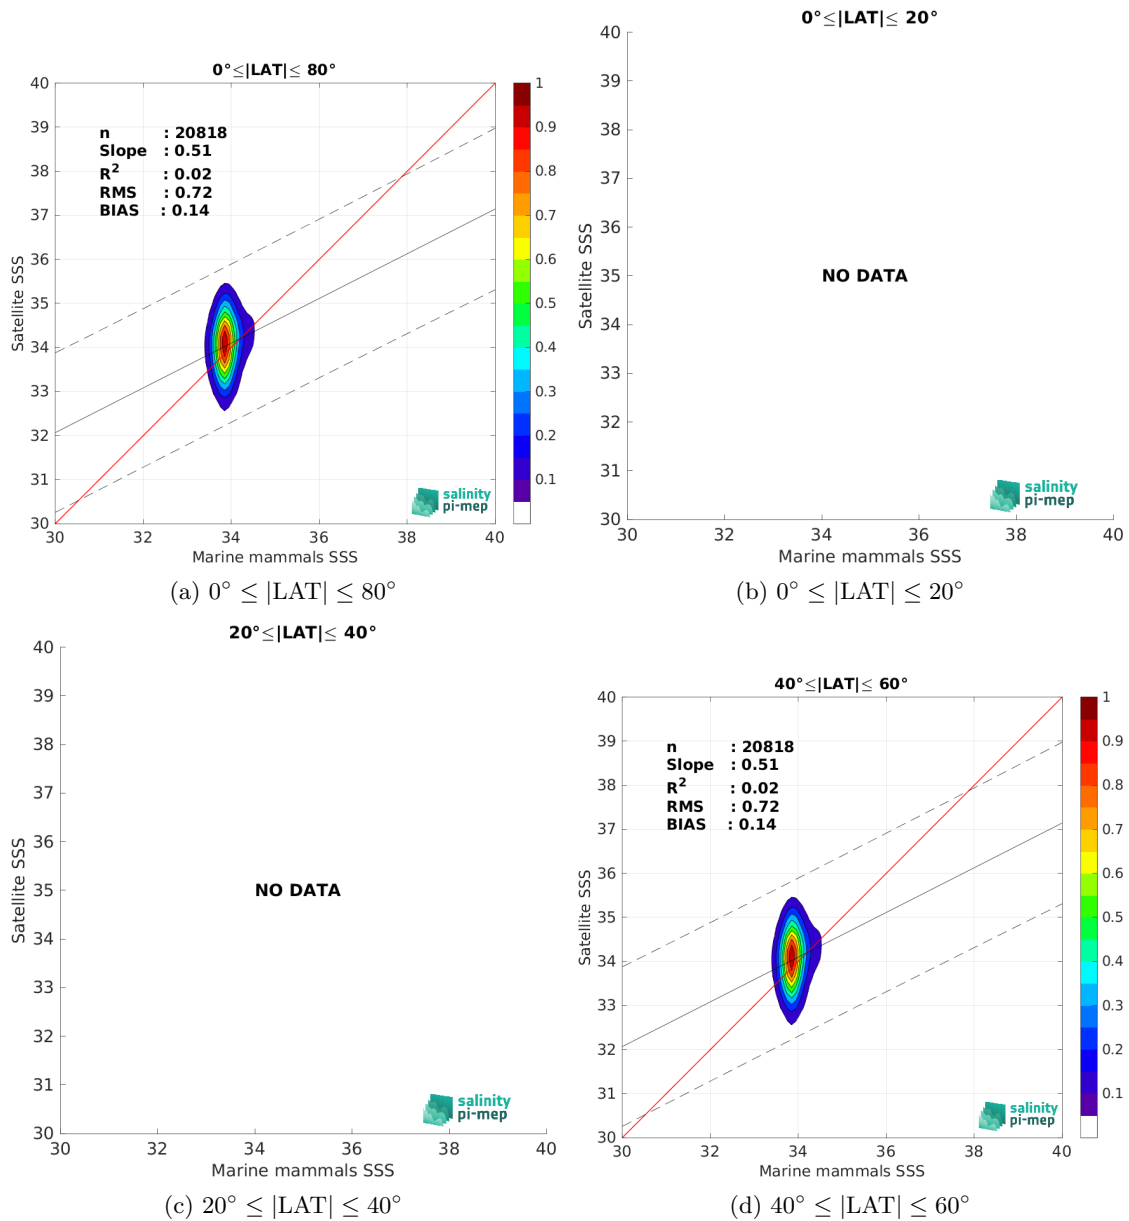 0°≤|LAT|≤ 80°
40
39
38
37
36
35
34
33
32
31
30
Satellite SSS
n : 20818
Slope : 0.51
R² : 0.02
RMS : 0.72
BIAS : 0.14
salinity
pi-mep
30 32 34 36 38 40
Marine mammals SSS
1
0.9
0.8
0.7
0.6
0.5
0.4
0.3
0.2
0.1
(a) 0° ≤ |LAT| ≤ 80°
0°≤|LAT|≤ 20°
40
39
38
37
36
35
34
33
32
31
30
Satellite SSS
NO DATA
salinity
pi-mep
30 32 34 36 38 40
Marine mammals SSS
(b) 0° ≤ |LAT| ≤ 20°
20°≤|LAT|≤ 40°
40
39
38
37
36
35
34
33
32
31
30
Satellite SSS
NO DATA
salinity
pi-mep
30 32 34 36 38 40
Marine mammals SSS
(c) 20° ≤ |LAT| ≤ 40°
40°≤|LAT|≤ 60°
40
39
38
37
36
35
34
33
32
31
30
Satellite SSS
n : 20818
Slope : 0.51
R² : 0.02
RMS : 0.72
BIAS : 0.14
salinity
pi-mep
30 32 34 36 38 40
Marine mammals SSS
1
0.9
0.8
0.7
0.6
0.5
0.4
0.3
0.2
0.1
(d) 40° ≤ |LAT| ≤ 60°